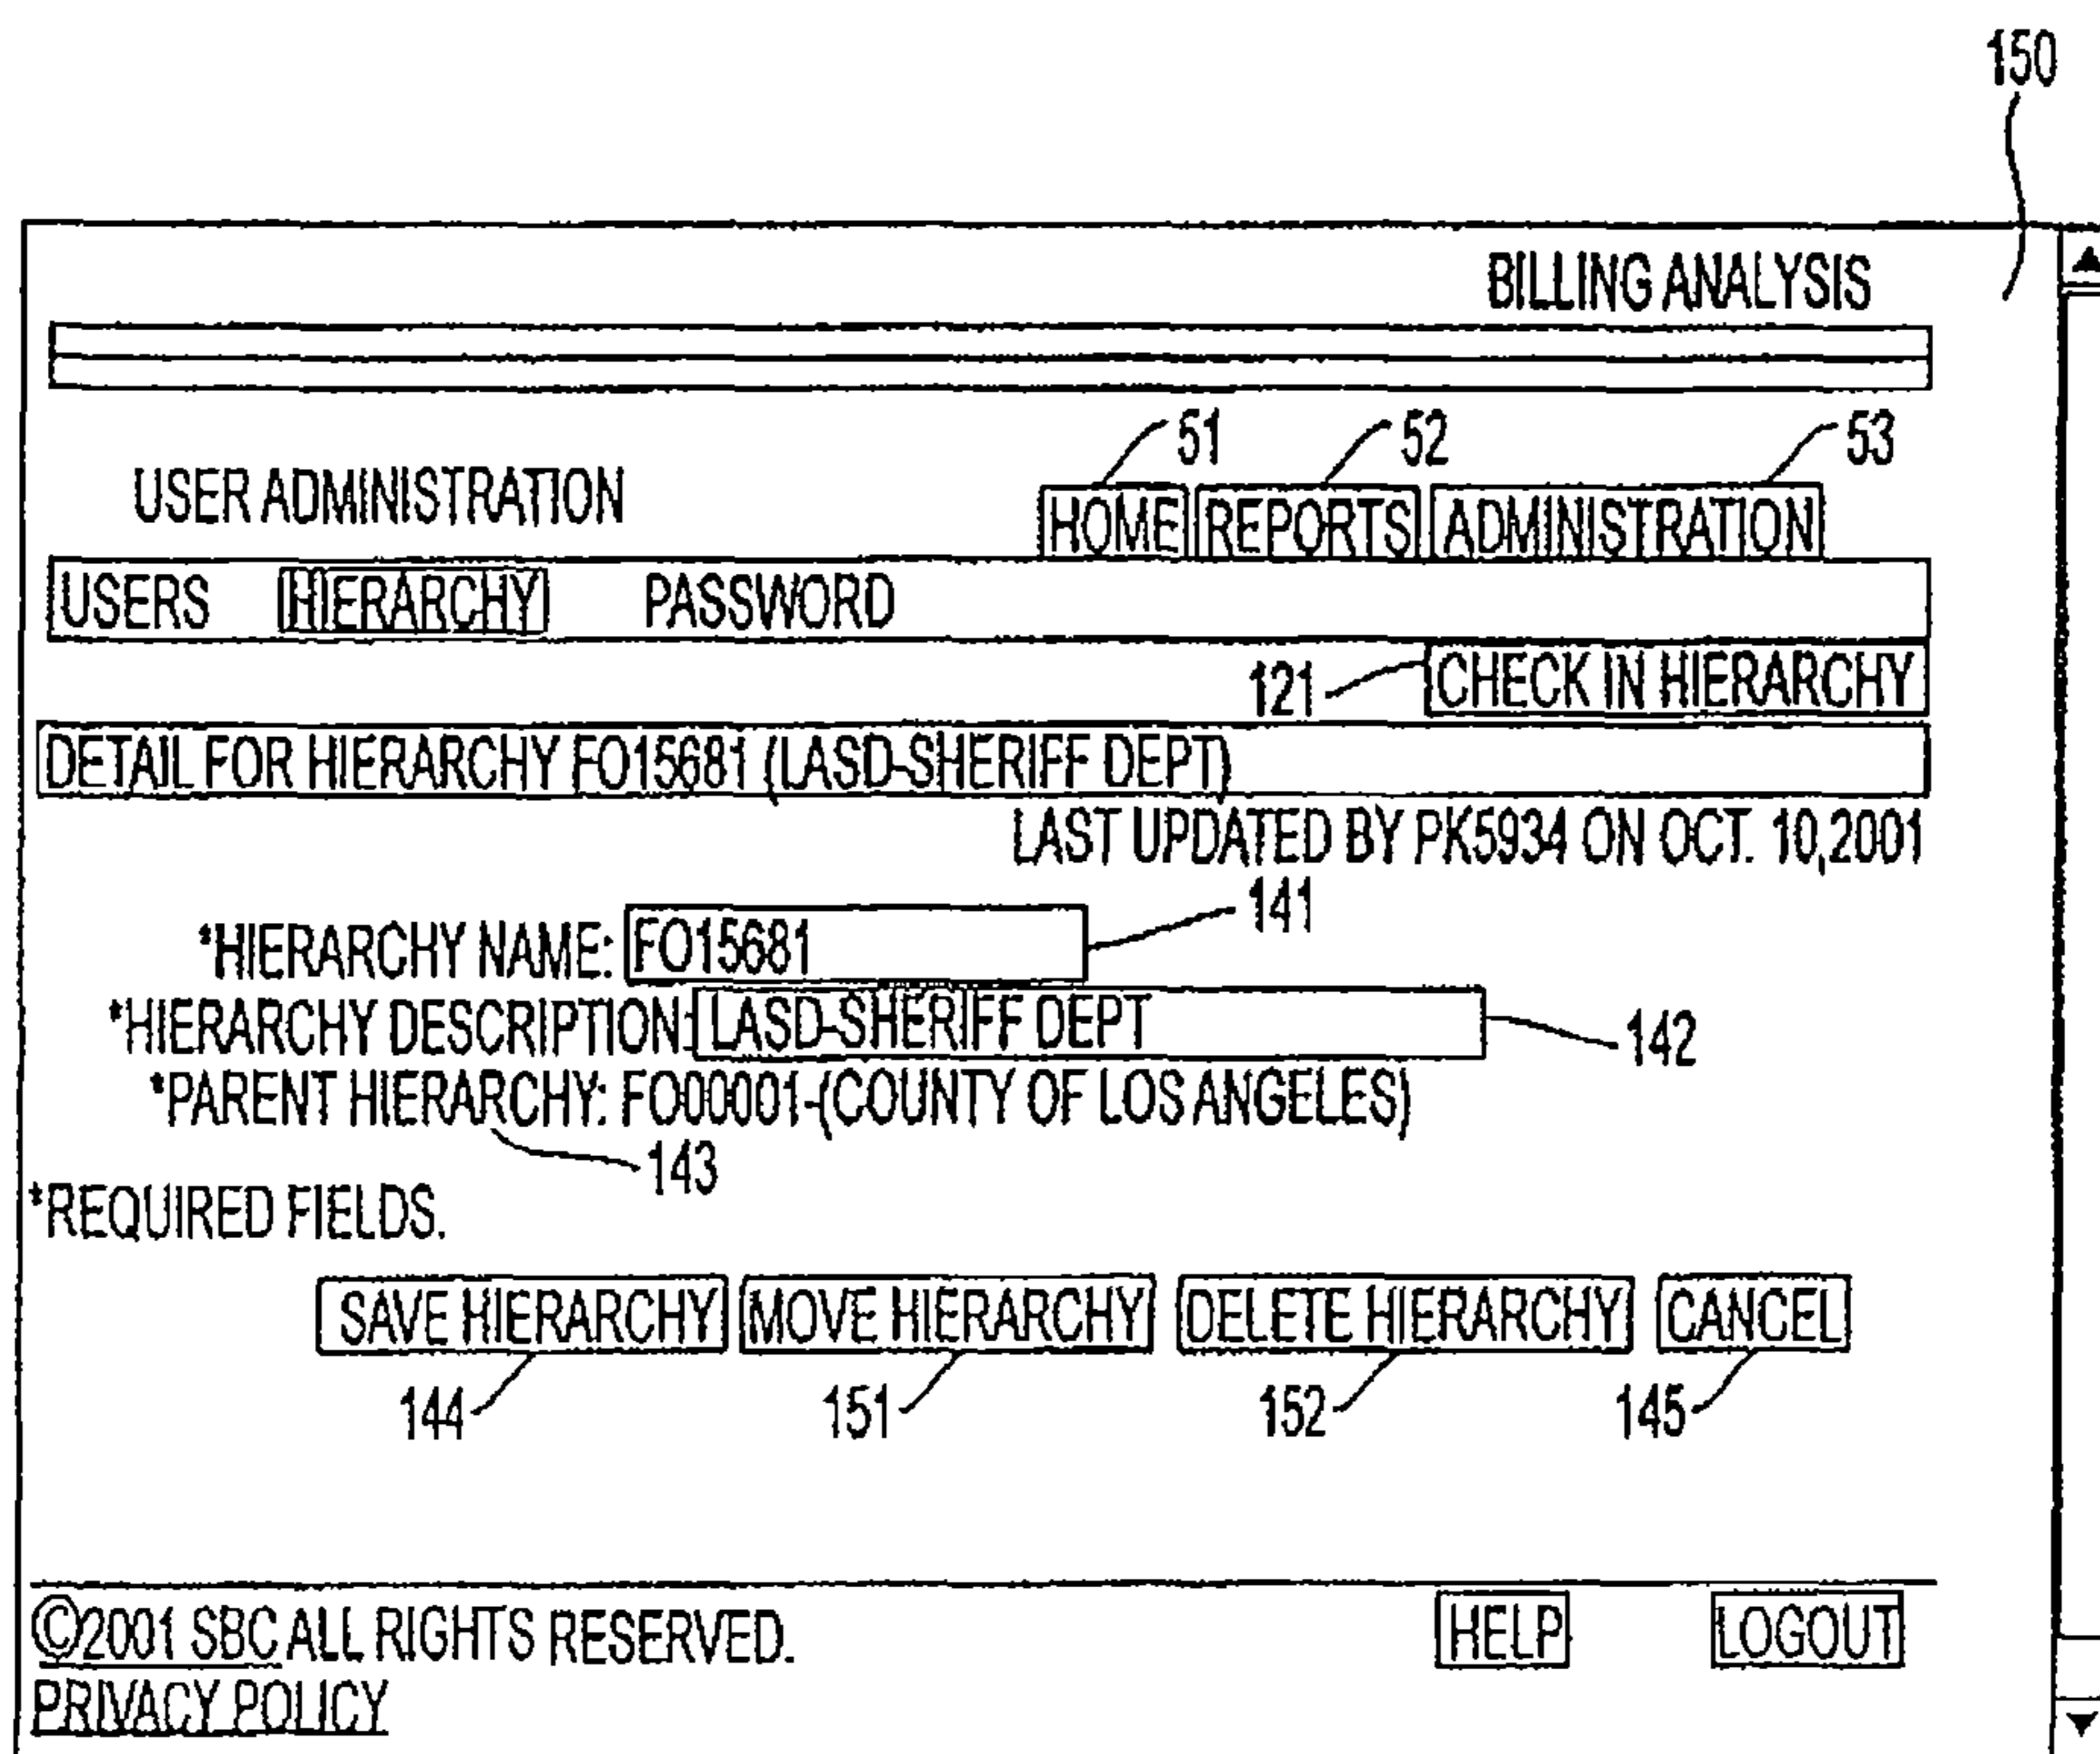 150
BILLING ANALYSIS
51 52 53
USER ADMINISTRATION HOME REPORTS ADMINISTRATION
USERS HIERARCHY PASSWORD
121 CHECK IN HIERARCHY
DETAIL FOR HIERARCHY FO15681 (LASD-SHERIFF DEPT)
LAST UPDATED BY PK5934 ON OCT. 10,2001
141
*HIERARCHY NAME: FO15681
*HIERARCHY DESCRIPTION: LASD-SHERIFF DEPT
142
*PARENT HIERARCHY: FO00001-(COUNTY OF LOS ANGELES)
143
*REQUIRED FIELDS.
SAVE HIERARCHY MOVE HIERARCHY DELETE HIERARCHY CANCEL
144 151 152 145
©2001 SBC ALL RIGHTS RESERVED. HELP LOGOUT
PRIVACY POLICY